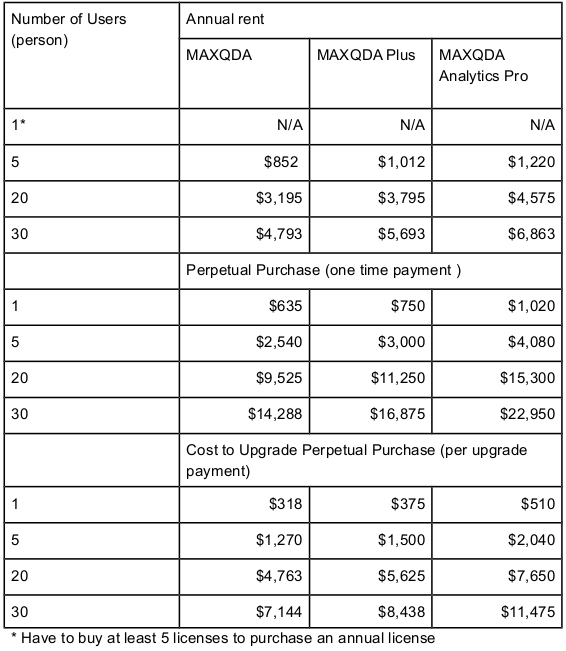 Number of Users
(person)
Annual rent
MAXQDA
MAXQDA Plus
MAXQDA
Analytics Pro
1* N/A N/A N/A
5 $852 $1,012 $1,220
20 $3,195 $3,795 $4,575
30 $4,793 $5,693 $6,863
Perpetual Purchase (one time payment )
1 $635 $750 $1,020
5 $2,540 $3,000 $4,080
20 $9,525 $11,250 $15,300
30 $14,288 $16,875 $22,950
Cost to Upgrade Perpetual Purchase (per upgrade
payment)
1 $318 $375 $510
5 $1,270 $1,500 $2,040
20 $4,763 $5,625 $7,650
30 $7,144 $8,438 $11,475
* Have to buy at least 5 licenses to purchase an annual license